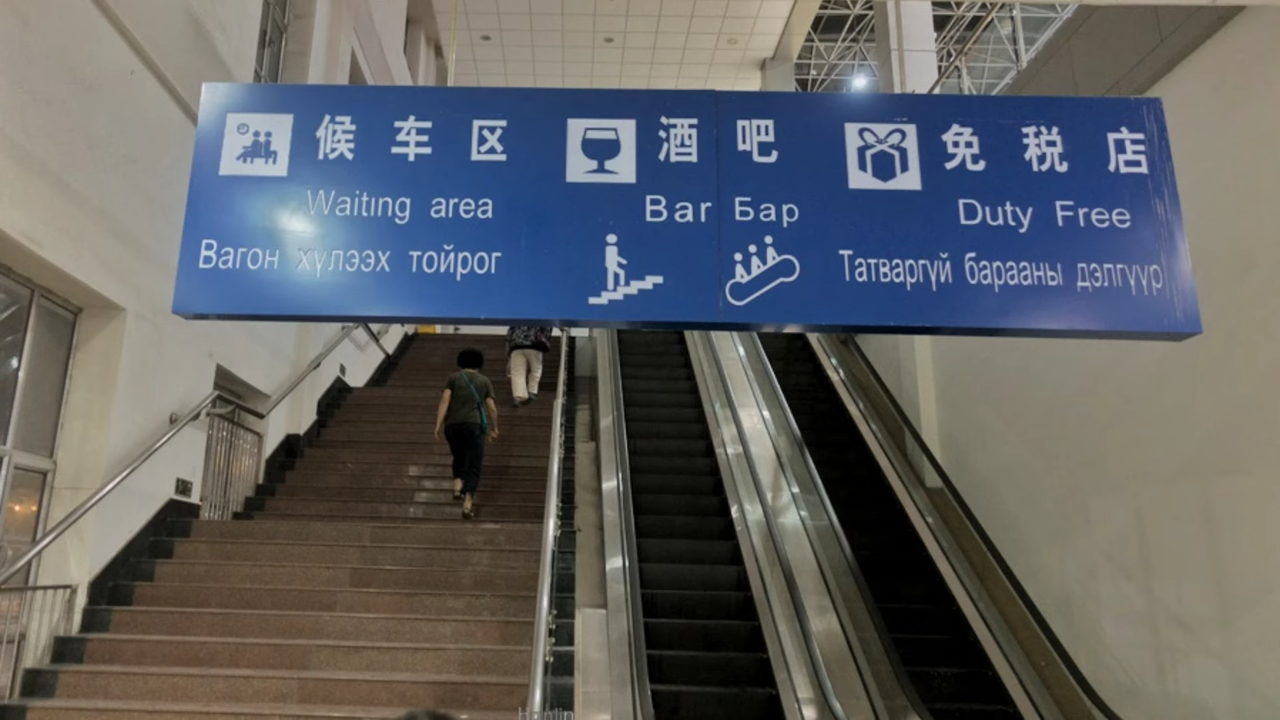 候车区 酒吧 免税店
Waiting area Bar Бар Duty Free
Вагон хүлээх тойрог Татваргүй барааны дэлгүүр